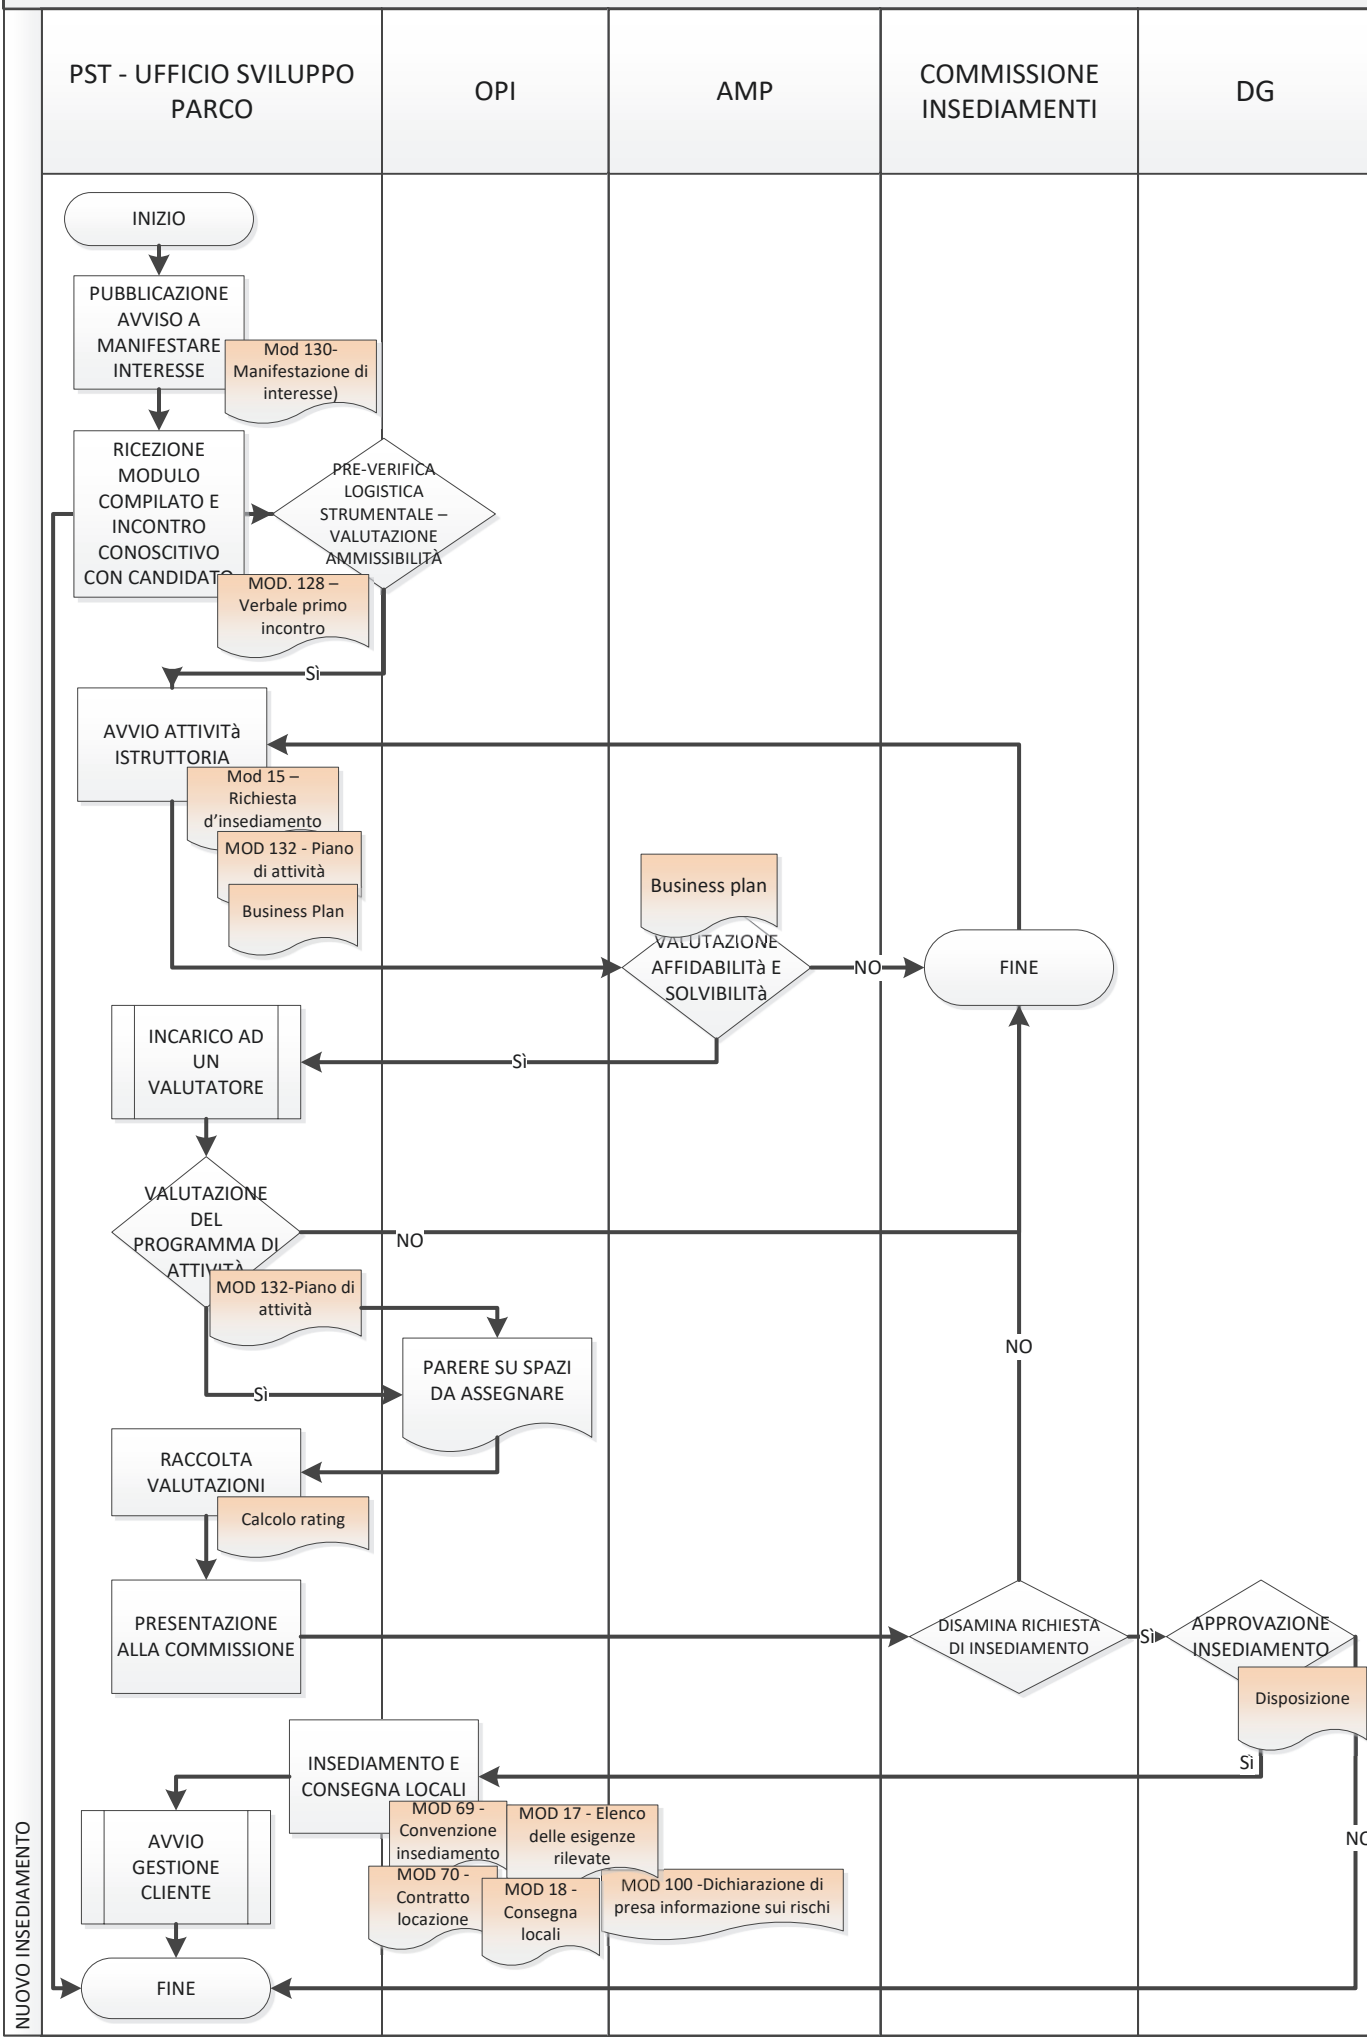 PST - UFFICIO SVILUPPO
PARCO
OPI
AMP
COMMISSIONE
INSEDIAMENTI
DG
INIZIO
PUBBLICAZIONE
AVVISO A
MANIFESTARE
INTERESSE
Mod 130-
Manifestazione di
interesse)
RICEZIONE
MODULO
COMPILATO E
INCONTRO
CONOSCITIVO
CON CANDIDATO
PRE-VERIFICA
LOGISTICA
STRUMENTALE –
VALUTAZIONE
AMMISSIBILITÀ
MOD. 128 –
Verbale primo
incontro
Sì
AVVIO ATTIVITà
ISTRUTTORIA
Mod 15 –
Richiesta
d'insediamento
MOD 132 - Piano
di attività
Business Plan
Business plan
VALUTAZIONE
AFFIDABILITà E
SOLVIBILITà
NO
FINE
INCARICO AD
UN
VALUTATORE
Sì
VALUTAZIONE
DEL
PROGRAMMA DI
ATTIVITÀ
NO
MOD 132-Piano di
attività
PARERE SU SPAZI
DA ASSEGNARE
Sì
NO
RACCOLTA
VALUTAZIONI
Calcolo rating
PRESENTAZIONE
ALLA COMMISSIONE
DISAMINA RICHIESTA
DI INSEDIAMENTO
Sì
APPROVAZIONE
INSEDIAMENTO
Disposizione
Sì
INSEDIAMENTO E
CONSEGNA LOCALI
MOD 69 -
Convenzione
insediamento
MOD 17 - Elenco
delle esigenze
rilevate
MOD 70 -
Contratto
locazione
MOD 18 -
Consegna
locali
MOD 100 -Dichiarazione di
presa informazione sui rischi
NO
AVVIO
GESTIONE
CLIENTE
FINE
NUOVO INSEDIAMENTO